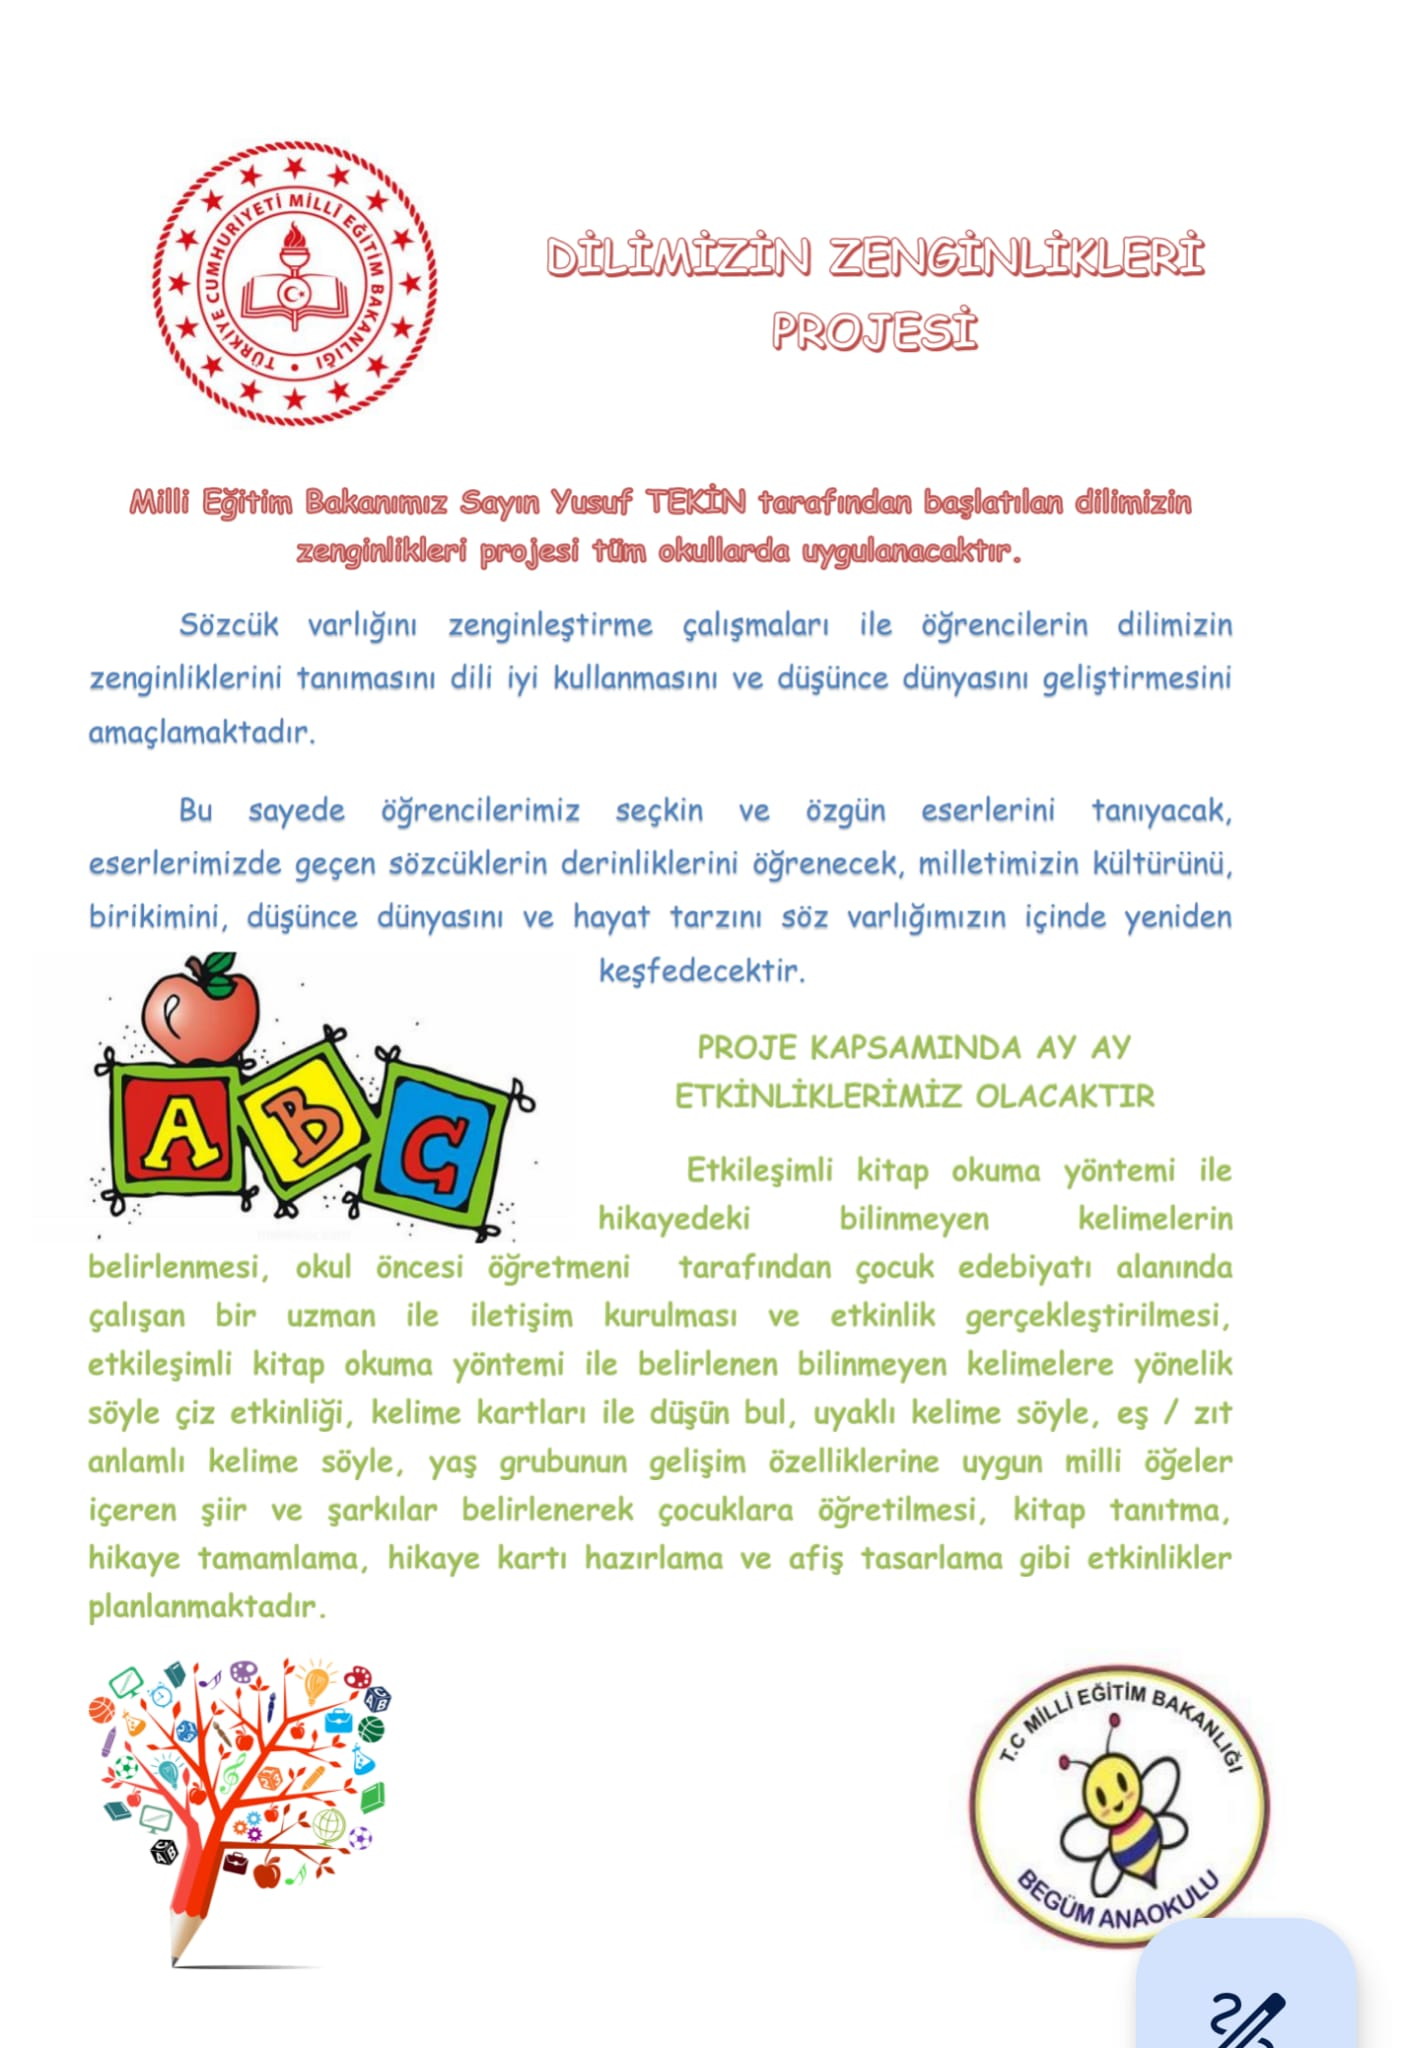 TÜRKİYE CUMHURİYETİ MİLLÎ EĞİTİM BAKANLIĞI
DİLİMİZİN ZENGİNLİKLERİ
PROJESİ
Milli Eğitim Bakanımız Sayın Yusuf TEKİN tarafından başlatılan dilimizin
zenginlikleri projesi tüm okullarda uygulanacaktır.
Sözcük varlığını zenginleştirme çalışmaları ile öğrencilerin dilimizin
zenginliklerini tanımasını dili iyi kullanmasını ve düşünce dünyasını geliştirmesini
amaçlamaktadır.
Bu sayede öğrencilerimiz seçkin ve özgün eserlerini tanıyacak,
eserlerimizde geçen sözcüklerin derinliklerini öğrenecek, milletimizin kültürünü,
birikimini, düşünce dünyasını ve hayat tarzını söz varlığımızın içinde yeniden
keşfedecektir.
A B Ç
PROJE KAPSAMINDA AY AY
ETKİNLİKLERİMİZ OLACAKTIR
Etkileşimli kitap okuma yöntemi ile
hikayedeki bilinmeyen kelimelerin
belirlenmesi, okul öncesi öğretmeni tarafından çocuk edebiyatı alanında
çalışan bir uzman ile iletişim kurulması ve etkinlik gerçekleştirilmesi,
etkileşimli kitap okuma yöntemi ile belirlenen bilinmeyen kelimelere yönelik
söyle çiz etkinliği, kelime kartları ile düşün bul, uyaklı kelime söyle, eş / zıt
anlamlı kelime söyle, yaş grubunun gelişim özelliklerine uygun milli öğeler
içeren şiir ve şarkılar belirlenerek çocuklara öğretilmesi, kitap tanıtma,
hikaye tamamlama, hikaye kartı hazırlama ve afiş tasarlama gibi etkinlikler
planlanmaktadır.
T.C MİLLİ EĞİTİM BAKANLIĞI
BEGÜM ANAOKULU